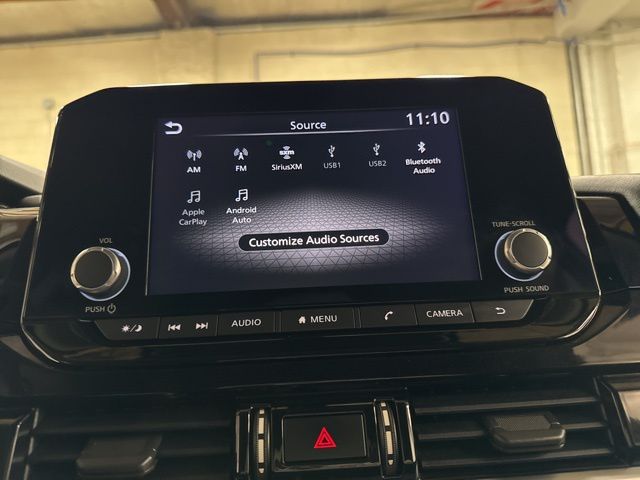 Source
11:10
AM
FM
sxm
SiriusXM
USB1
USB2
Bluetooth
Audio
Apple
CarPlay
Android
Auto
Customize Audio Sources
VOL
PUSH
TUNE·SCROLL
PUSH SOUND
AUDIO
MENU
CAMERA